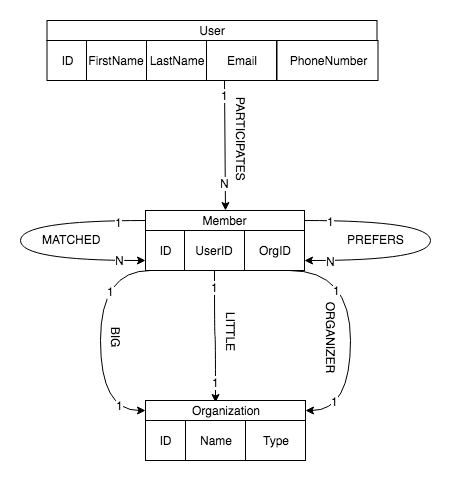 User
ID FirstName LastName Email PhoneNumber
1
PARTICIPATES
N
1 Member 1
MATCHED ID UserID OrgID PREFERS
N N
1 1 1
BIG LITTLE ORGANIZER
1 1 1
Organization
ID Name Type